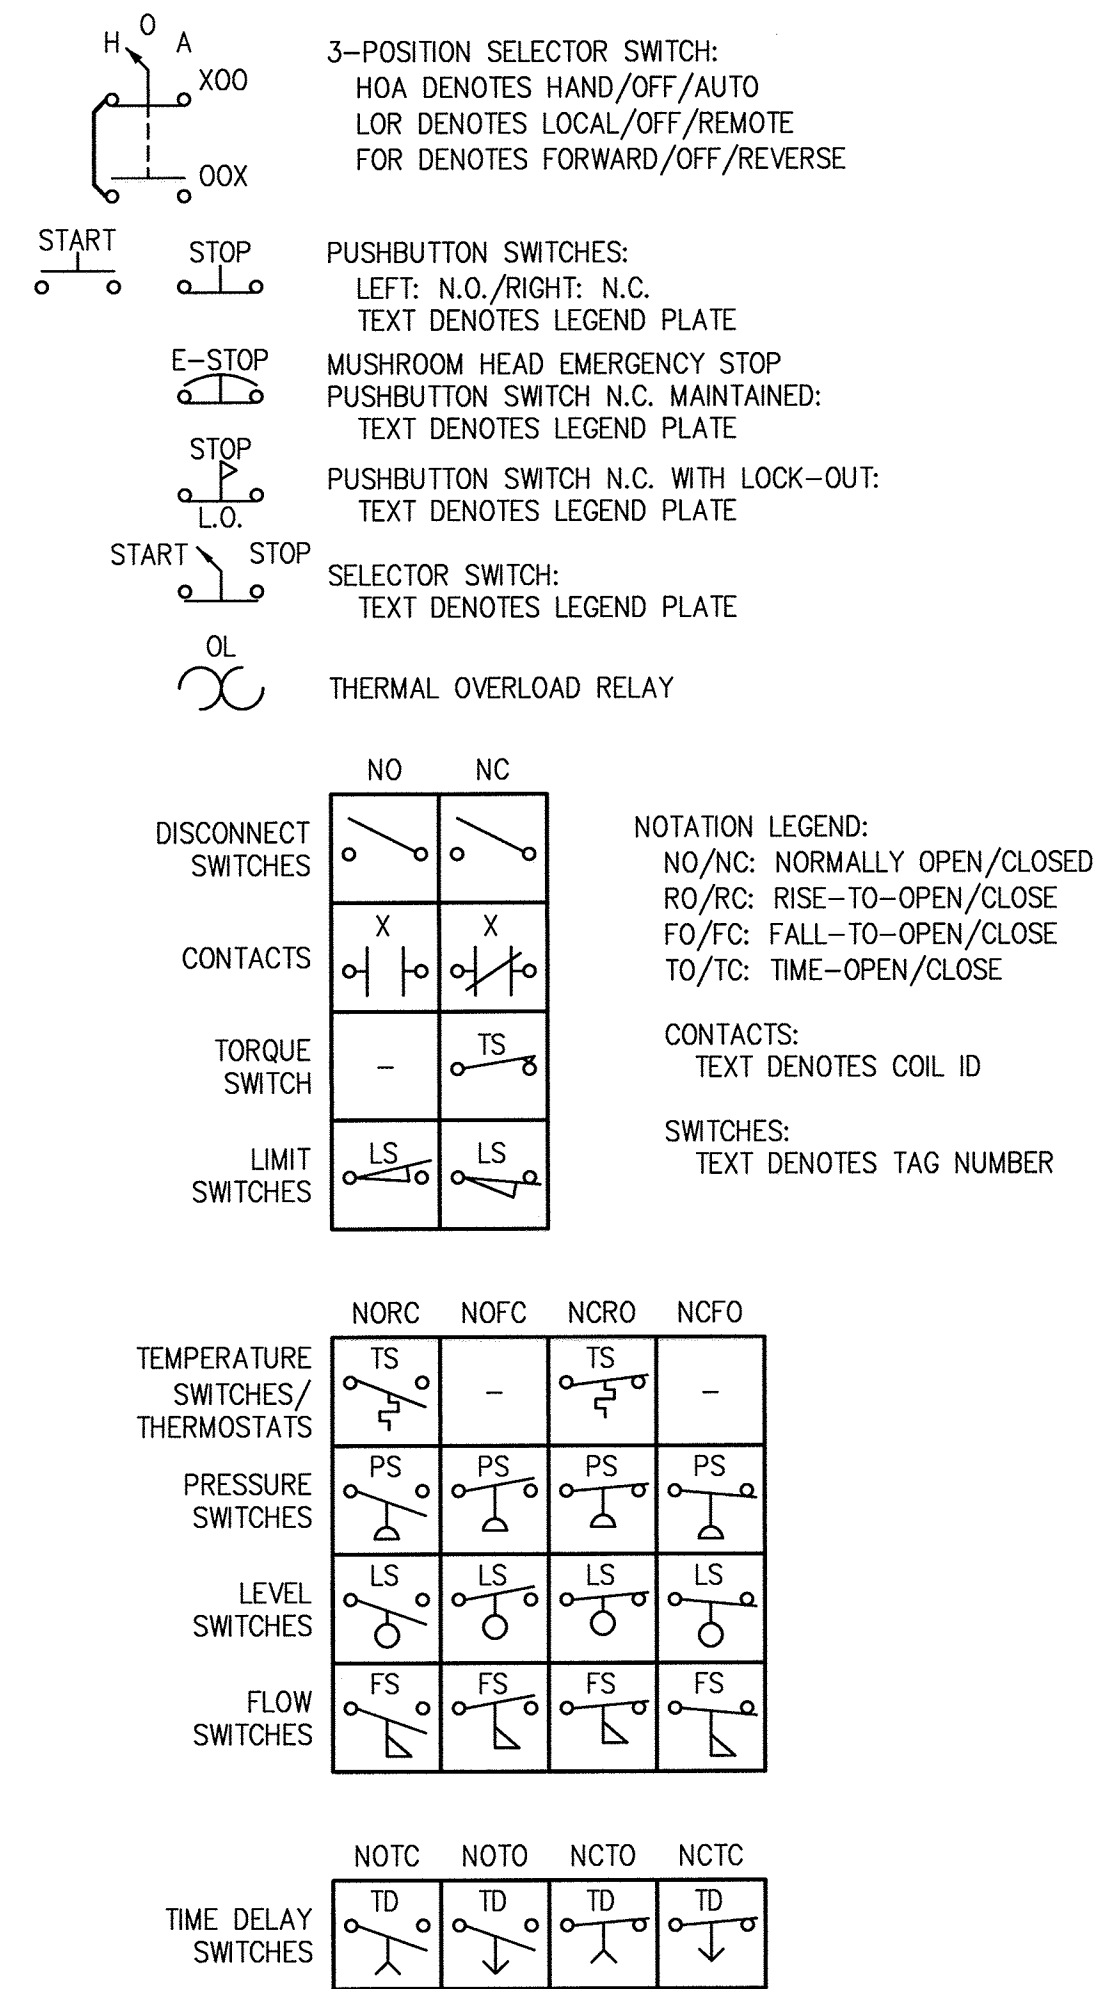 H O A
XOO
OOX
3-POSITION SELECTOR SWITCH:
HOA DENOTES HAND/OFF/AUTO
LOR DENOTES LOCAL/OFF/REMOTE
FOR DENOTES FORWARD/OFF/REVERSE
START
STOP
PUSHBUTTON SWITCHES:
LEFT: N.O./RIGHT: N.C.
TEXT DENOTES LEGEND PLATE
E-STOP
MUSHROOM HEAD EMERGENCY STOP
PUSHBUTTON SWITCH N.C. MAINTAINED:
TEXT DENOTES LEGEND PLATE
STOP
L.O.
PUSHBUTTON SWITCH N.C. WITH LOCK-OUT:
TEXT DENOTES LEGEND PLATE
START STOP
SELECTOR SWITCH:
TEXT DENOTES LEGEND PLATE
OL
THERMAL OVERLOAD RELAY
NO NC
DISCONNECT
SWITCHES
CONTACTS
X X
TORQUE
SWITCH
- TS
LIMIT
SWITCHES
LS LS
NOTATION LEGEND:
NO/NC: NORMALLY OPEN/CLOSED
RO/RC: RISE-TO-OPEN/CLOSE
FO/FC: FALL-TO-OPEN/CLOSE
TO/TC: TIME-OPEN/CLOSE
CONTACTS:
TEXT DENOTES COIL ID
SWITCHES:
TEXT DENOTES TAG NUMBER
NORC NOFC NCRO NCFO
TEMPERATURE
SWITCHES/
THERMOSTATS
TS - TS -
PRESSURE
SWITCHES
PS PS PS PS
LEVEL
SWITCHES
LS LS LS LS
FLOW
SWITCHES
FS FS FS FS
NOTC NOTO NCTO NCTC
TIME DELAY
SWITCHES
TD TD TD TD